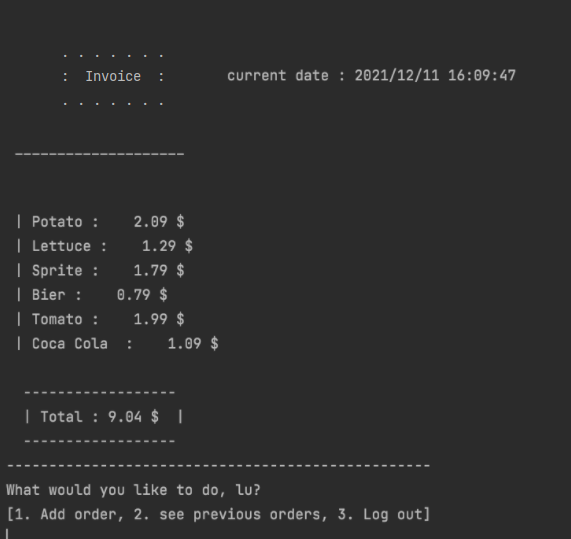 . . . . . . .
:  Invoice  :        current date : 2021/12/11 16:09:47
. . . . . . .
--------------------
| Potato :    2.09 $
| Lettuce :    1.29 $
| Sprite :    1.79 $
| Bier :    0.79 $
| Tomato :    1.99 $
| Coca Cola  :    1.09 $
------------------
| Total : 9.04 $  |
------------------
--------------------------------------------------
What would you like to do, lu?
[1. Add order, 2. see previous orders, 3. Log out]